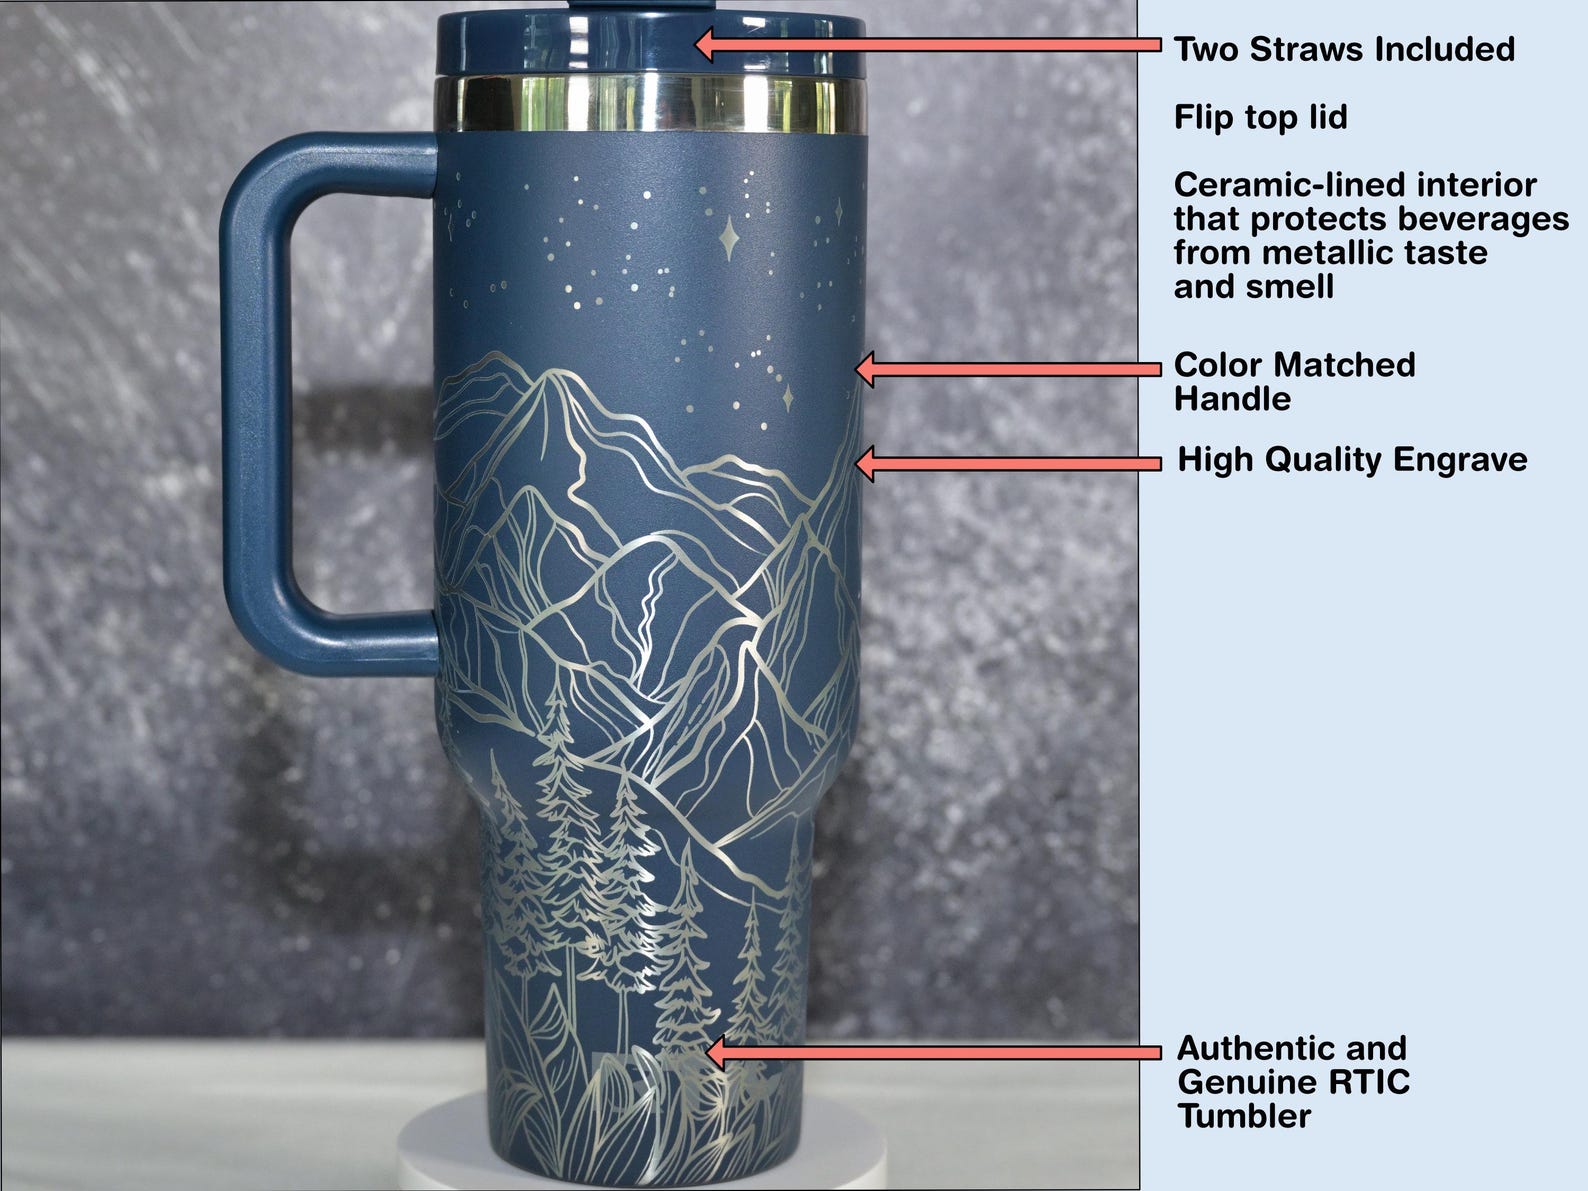 Two Straws Included
Flip top lid
Ceramic-lined interior
that protects beverages
from metallic taste
and smell
Color Matched
Handle
High Quality Engrave
Authentic and
Genuine RTIC
Tumbler